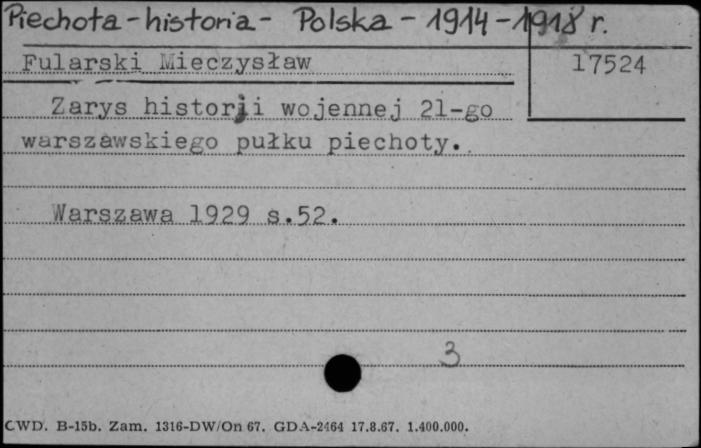 Piechota - historia - Polska - 1914 - 1918 r.
Fularski Mieczysław
17524
Zarys historji wojennej 21-go
warszawskiego pułku piechoty.
Warszawa 1929 s.52.
3
CWD. B-15b. Zam. 1316-DW/On 67. GDA-2464 17.8.67. 1.400.000.